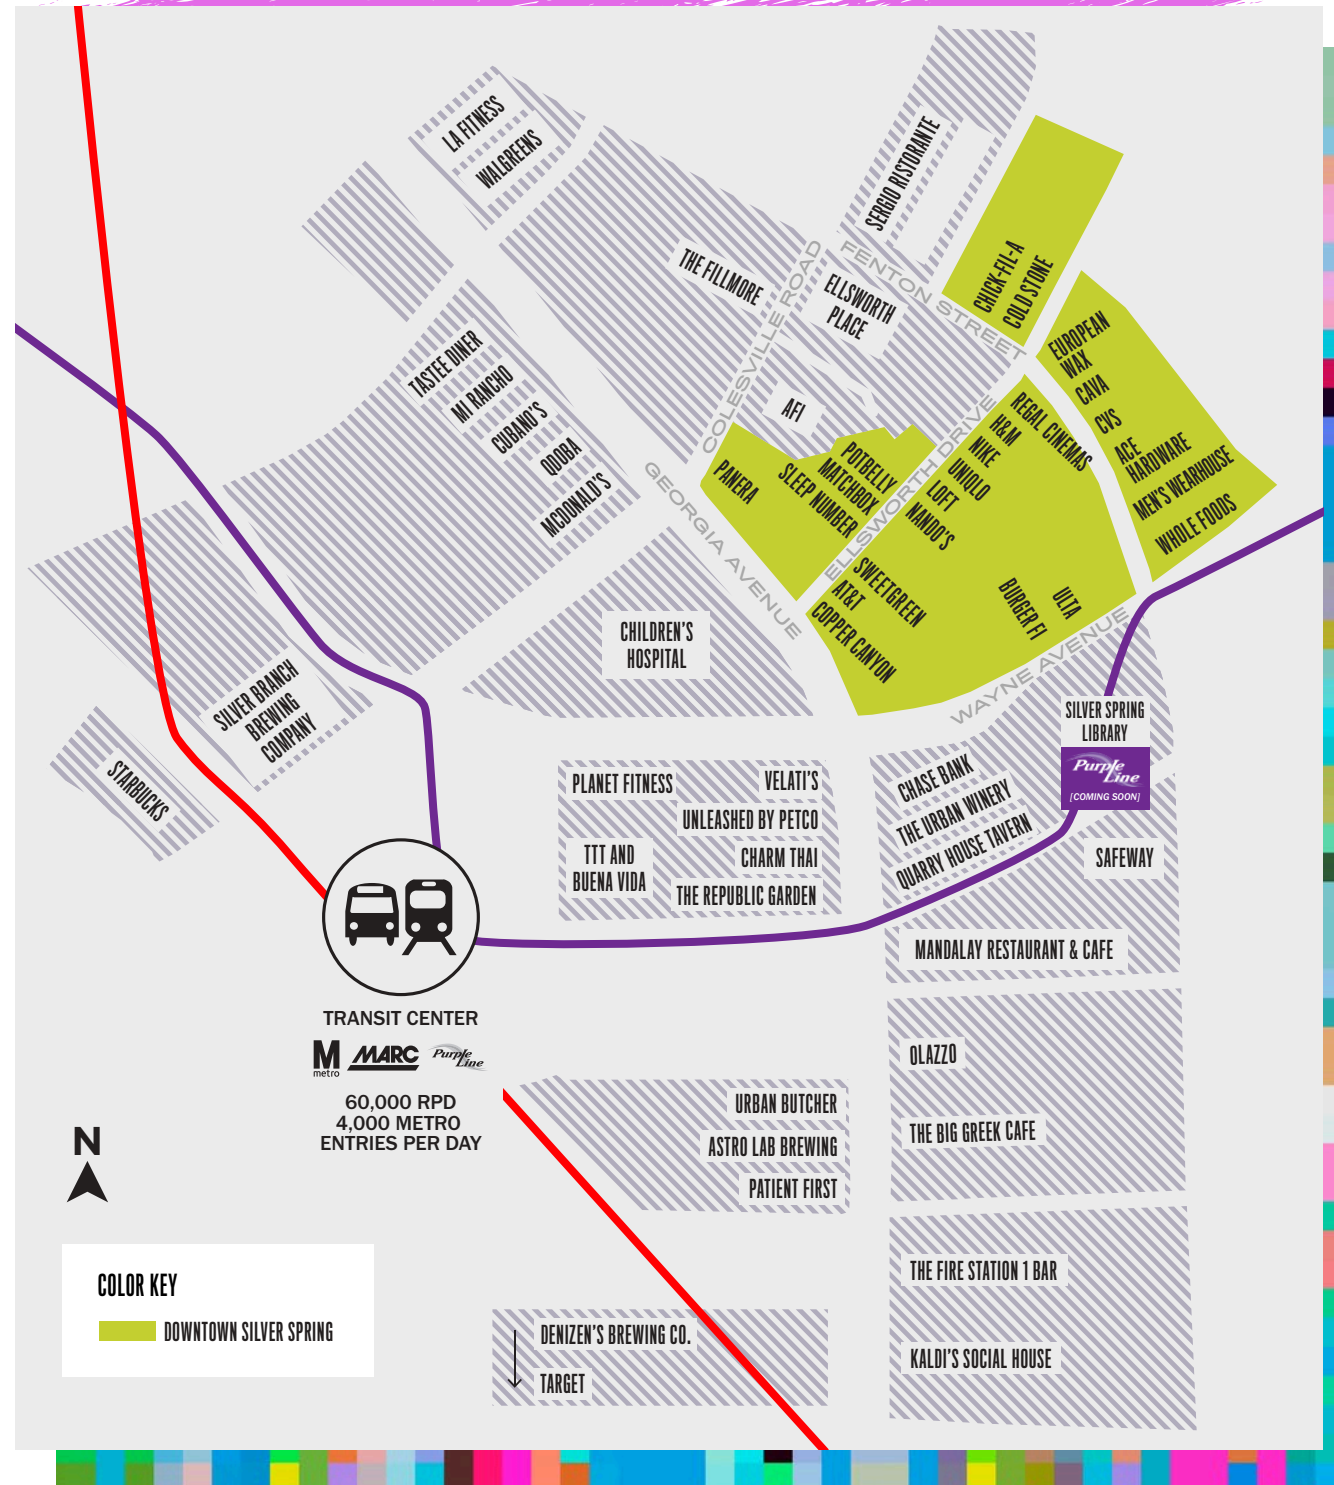 LA FITNESS
WALGREENS
SERGIO RISTORANTE
THE FILLMORE
COLESVILLE ROAD
FENTON STREET
ELLSWORTH
PLACE
CHICK-FIL-A
COLD STONE
TASTEE DINER
MI RANCHO
CUBANO'S
QDOBA
MCDONALD'S
AFI
GEORGIA AVENUE
ELLSWORTH DRIVE
PANERA
SLEEP NUMBER
MATCHBOX
POTBELLY
REGAL CINEMAS
H&M
NIKE
UNIQLO
LOFT
NANDO'S
SWEETGREEN
AT&T
COPPER CANYON
BURGER FI
ULTA
EUROPEAN
WAX
CAVA
CVS
ACE
HARDWARE
MEN'S WEARHOUSE
WHOLE FOODS
WAYNE AVENUE
CHILDREN'S
HOSPITAL
SILVER BRANCH
BREWING
COMPANY
STARBUCKS
SILVER SPRING
LIBRARY
Purple
Line
[COMING SOON]
PLANET FITNESS
VELATI'S
UNLEASHED BY PETCO
TTT AND
BUENA VIDA
CHARM THAI
THE REPUBLIC GARDEN
CHASE BANK
THE URBAN WINERY
QUARRY HOUSE TAVERN
SAFEWAY
MANDALAY RESTAURANT & CAFE
TRANSIT CENTER
M
metro
MARC
Purple
Line
60,000 RPD
4,000 METRO
ENTRIES PER DAY
OLAZZO
THE BIG GREEK CAFE
URBAN BUTCHER
ASTRO LAB BREWING
PATIENT FIRST
N
THE FIRE STATION 1 BAR
KALDI'S SOCIAL HOUSE
DENIZEN'S BREWING CO.
TARGET
COLOR KEY
DOWNTOWN SILVER SPRING